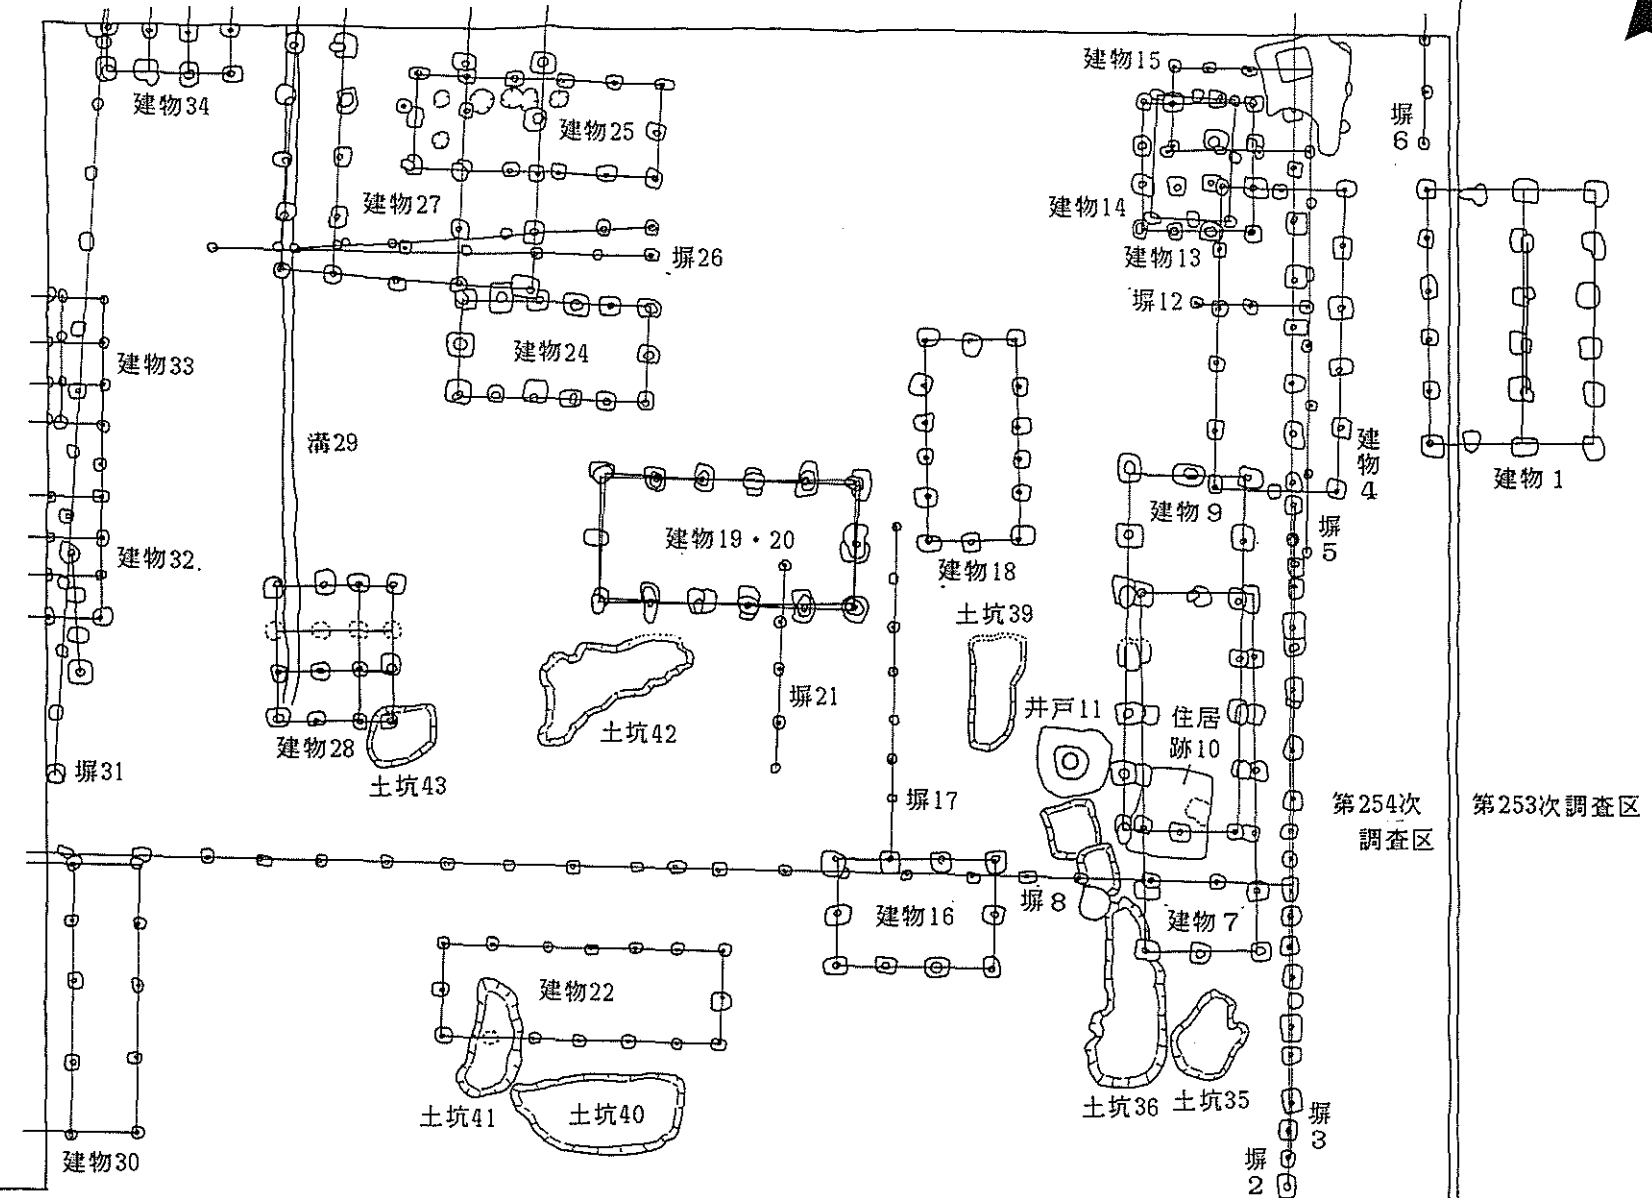 建物15
建物34
塀
6
建物25
建物27
建物14
建物13
塀26
塀12
建物33
建物24
溝29
建物
4
建物1
建物9
塀
5
建物19・20
建物32
建物18
土坑39
塀21
井戸11
住居
跡10
土坑42
建物28
塀31
土坑43
塀17
第254次
調査区
第253次調査区
塀8
建物16
建物7
建物22
土坑41
土坑40
土坑36
土坑35
塀
3
建物30
塀
2